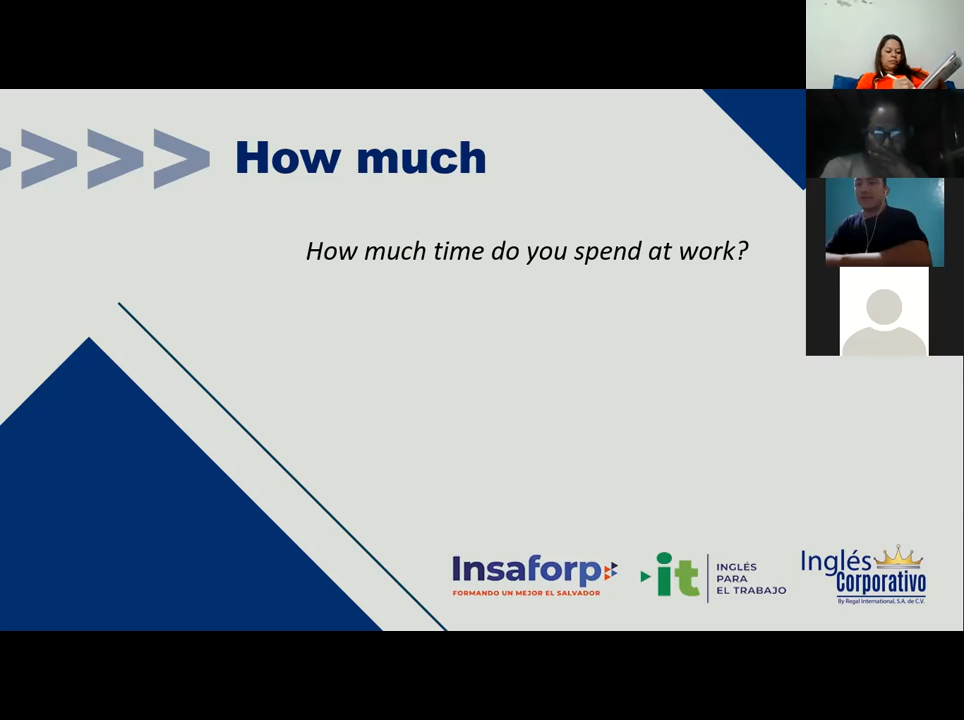 How much
How much time do you spend at work?
Insaforp
FORMANDO UN MEJOR EL SALVADOR
it
INGLÉS
PARA
EL TRABAJO
Inglés
Corporativo
By Regal International, S.A. de C.V.